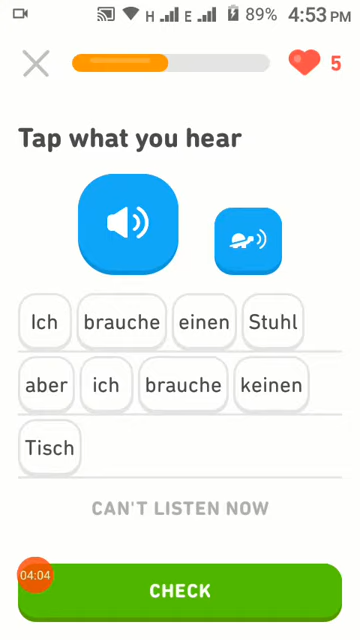 H E 89% 4:53 PM
5
Tap what you hear
Ich brauche einen Stuhl
aber ich brauche keinen
Tisch
CAN'T LISTEN NOW
04:04
CHECK